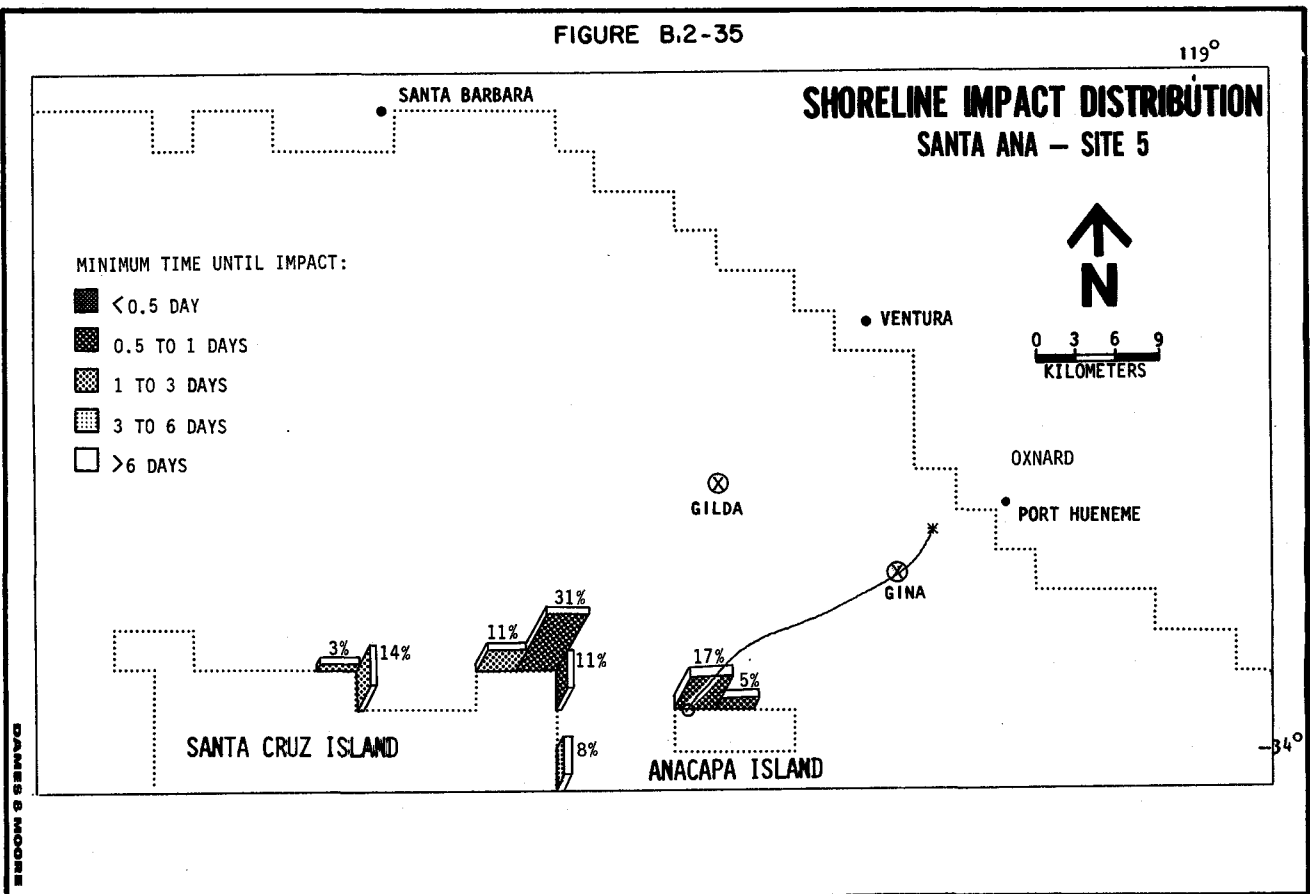 FIGURE B.2-35
119°
SANTA BARBARA
SHORELINE IMPACT DISTRIBUTION
SANTA ANA — SITE 5
N
MINIMUM TIME UNTIL IMPACT:
<0.5 DAY
0.5 TO 1 DAYS
1 TO 3 DAYS
3 TO 6 DAYS
>6 DAYS
VENTURA
0 3 6 9
KILOMETERS
OXNARD
PORT HUENEME
GILDA
GINA
31%
11%
3%
14%
11%
17%
5%
8%
SANTA CRUZ ISLAND
ANACAPA ISLAND
34°
DAMES & MOORE